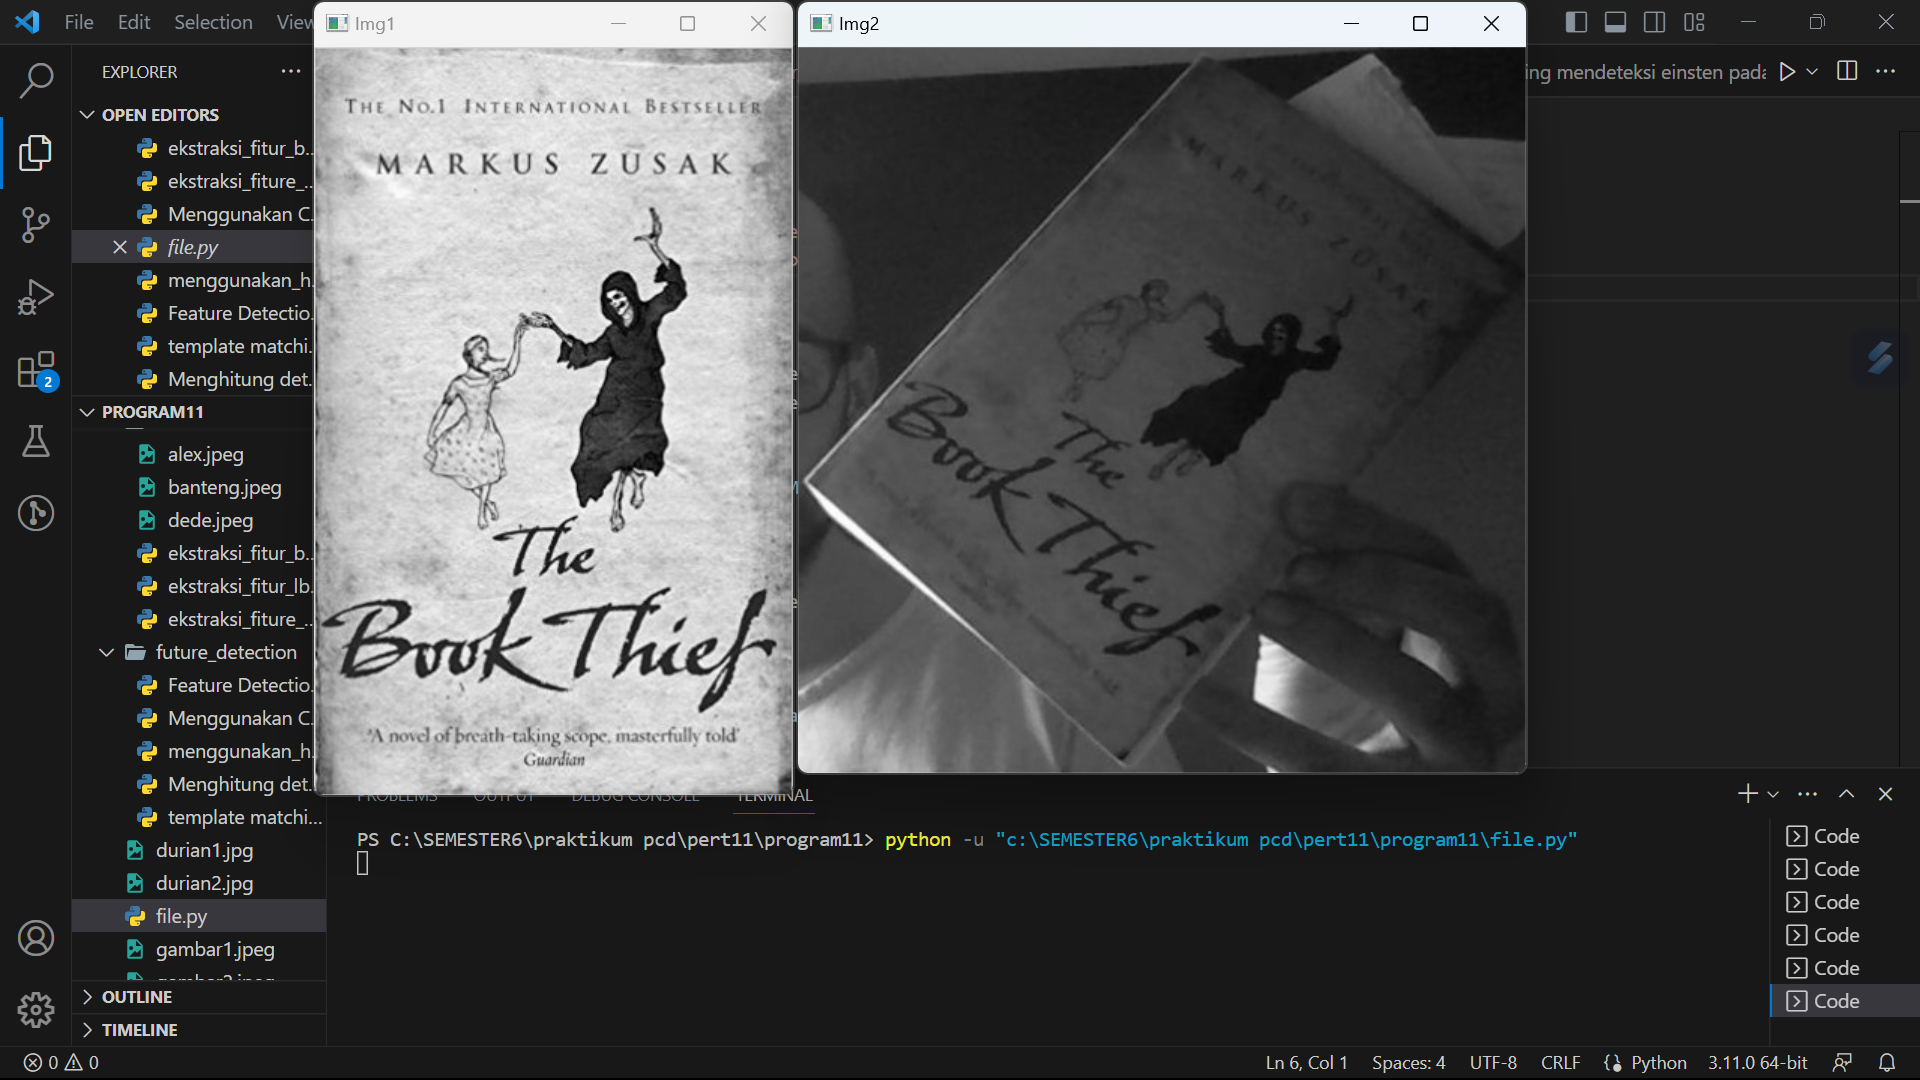 File Edit Selection View
EXPLORER
OPEN EDITORS
ekstraksi_fitur_b...
ekstraksi_fiture_...
Menggunakan C...
file.py
menggunakan_h...
Feature Detectio...
template matchi...
Menghitung det...
PROGRAM11
alex.jpeg
banteng.jpeg
dede.jpeg
ekstraksi_fitur_b...
ekstraksi_fitur_lb...
ekstraksi_fiture_...
future_detection
Feature Detectio...
Menggunakan C...
menggunakan_h...
Menghitung det...
template matchi...
durian1.jpg
durian2.jpg
file.py
gambar1.jpeg
OUTLINE
TIMELINE
2
Img1
THE NO.1 INTERNATIONAL BESTSELLER
MARKUS ZUSAK
The
Book Thief
'A novel of breath-taking scope, masterfully told'
Guardian
Img2
MARKUS ZUSAK
The
Book Thief
ing mendeteksi einsten pada
PROBLEMS OUTPUT DEBUG CONSOLE TERMINAL
PS C:\SEMESTER6\praktikum pcd\pert11\program11> python -u "c:\SEMESTER6\praktikum pcd\pert11\program11\file.py"
Code
Code
Code
Code
Code
Code
0 0
Ln 6, Col 1 Spaces: 4 UTF-8 CRLF Python 3.11.0 64-bit